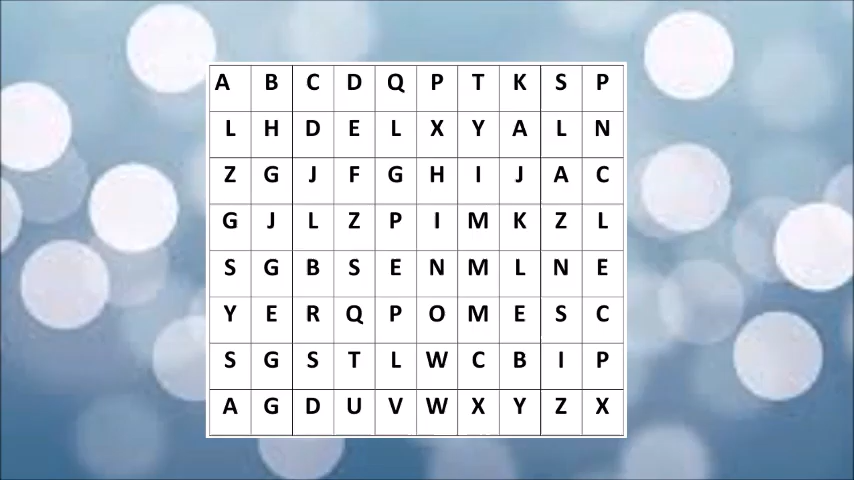 A B C D Q P T K S P
L H D E L X Y A L N
Z G J F G H I J A C
G J L Z P I M K Z L
S G B S E N M L N E
Y E R Q P O M E S C
S G S T L W C B I P
A G D U V W X Y Z X